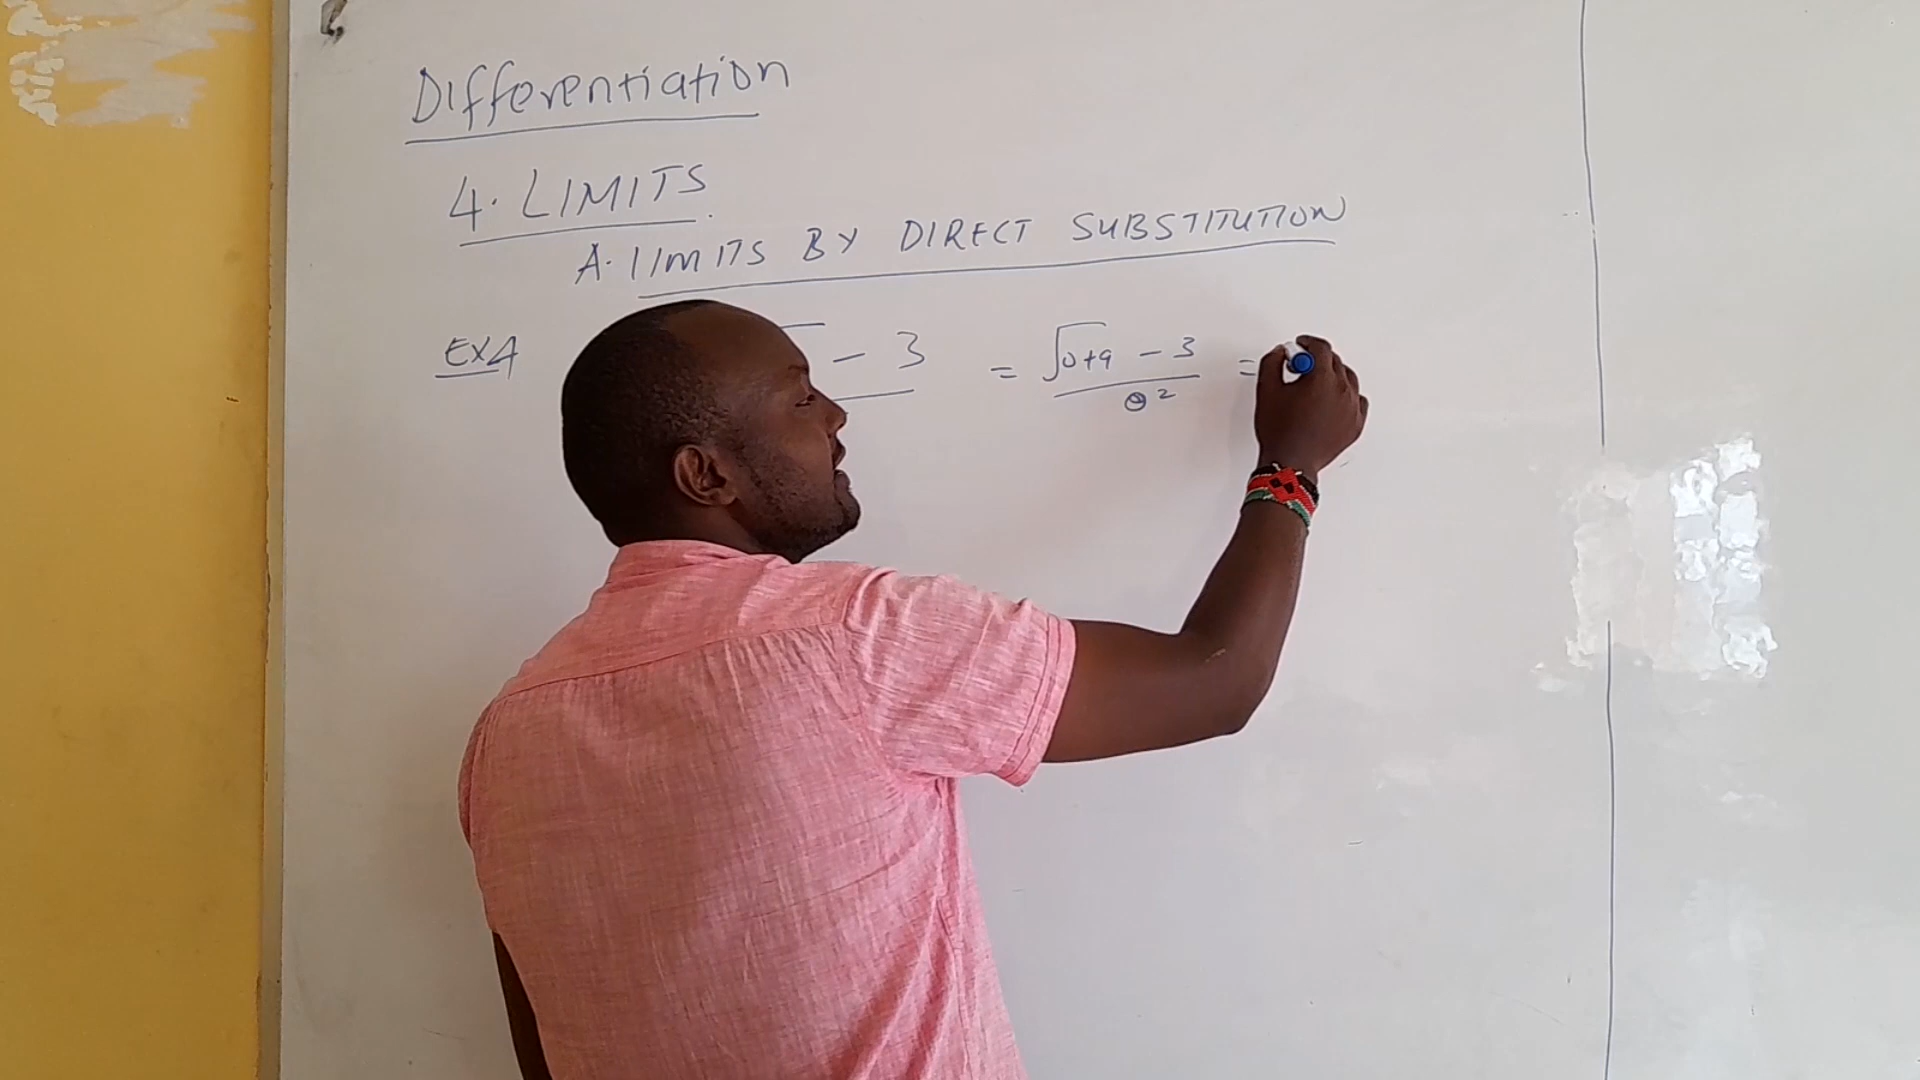 Differentiation
4. LIMITS.
A. LIMITS BY DIRECT SUBSTITUTION
EX4 - 3 = √0+9 - 3 =
0²